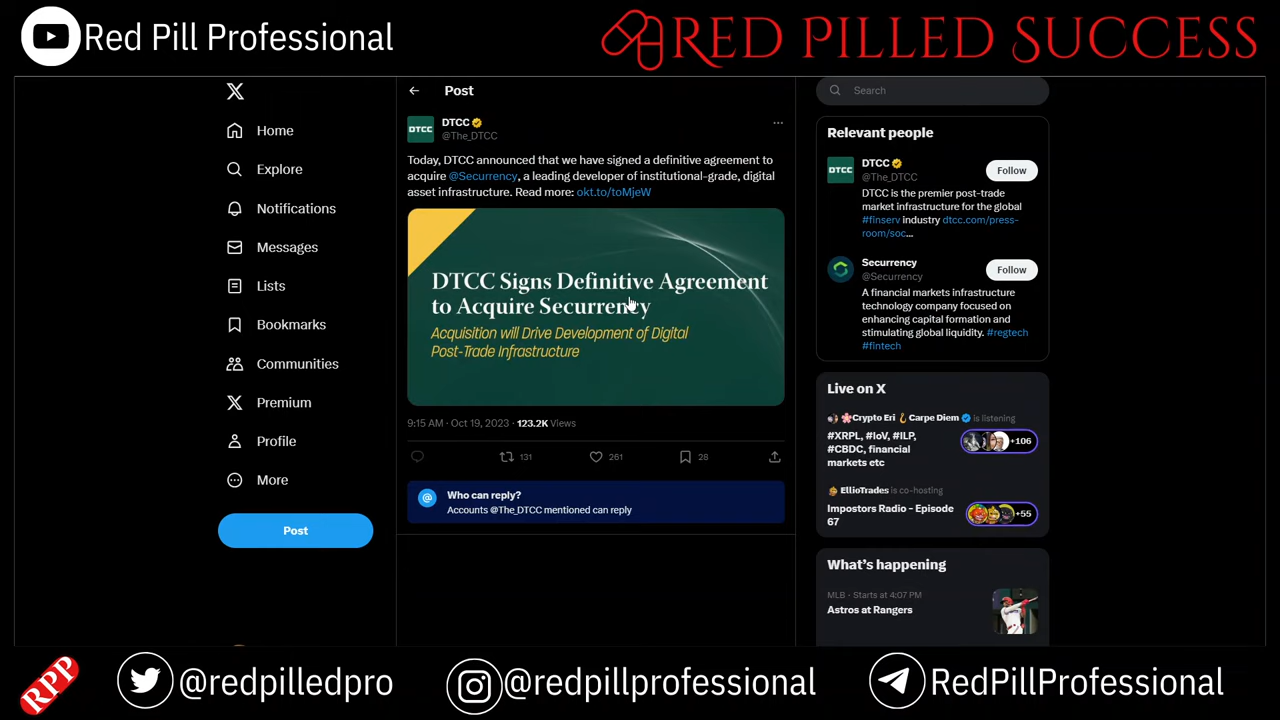 Red Pill Professional
RED PILLED SUCCESS
Home
Explore
Notifications
Messages
Lists
Bookmarks
Communities
Premium
Profile
More
Post
Post
DTCC
DTCC
@The_DTCC
Today, DTCC announced that we have signed a definitive agreement to
acquire @Securrency, a leading developer of institutional-grade, digital
asset infrastructure. Read more: okt.to/toMjeW
DTCC Signs Definitive Agreement
to Acquire Securrency
Acquisition will Drive Development of Digital
Post-Trade Infrastructure
9:15 AM · Oct 19, 2023 · 123.2K Views
131
261
28
Who can reply?
Accounts @The_DTCC mentioned can reply
Search
Relevant people
DTCC
DTCC
@The_DTCC
Follow
DTCC is the premier post-trade
market infrastructure for the global
#finserv industry dtcc.com/press-
room/soc...
Securrency
@Securrency
Follow
A financial markets infrastructure
technology company focused on
enhancing capital formation and
stimulating global liquidity. #regtech
#fintech
Live on X
Crypto Eri Carpe Diem is listening
#XRPL, #IoV, #ILP,
#CBDC, financial
markets etc
+106
EllioTrades is co-hosting
Impostors Radio - Episode
67
+55
What's happening
MLB · Starts at 4:07 PM
Astros at Rangers
RPP
@redpilledpro
@redpillprofessional
RedPillProfessional